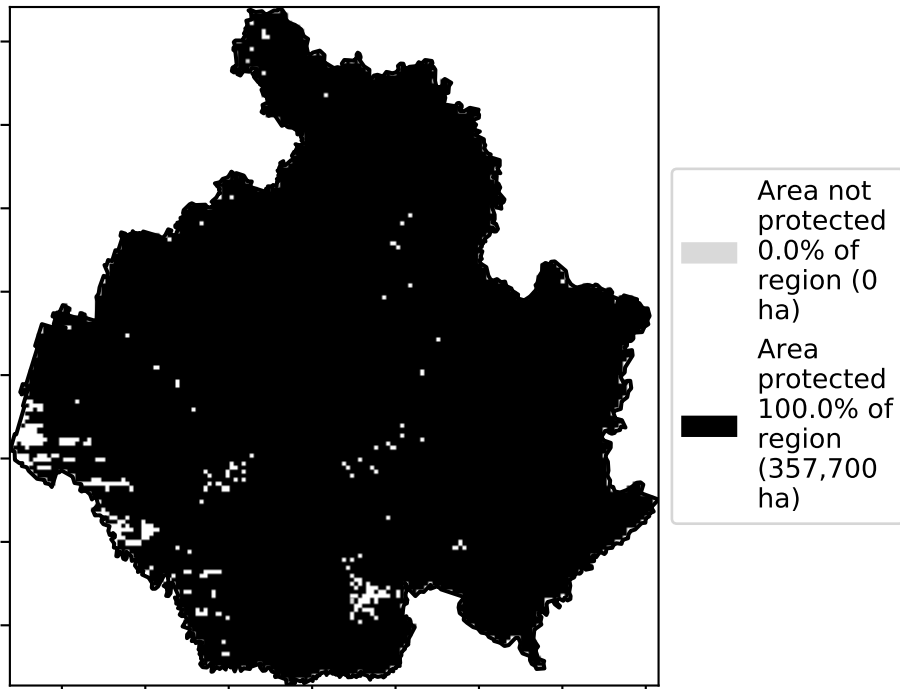 Area not
protected
0.0% of
region (0
ha)
Area
protected
100.0% of
region
(357,700
ha)